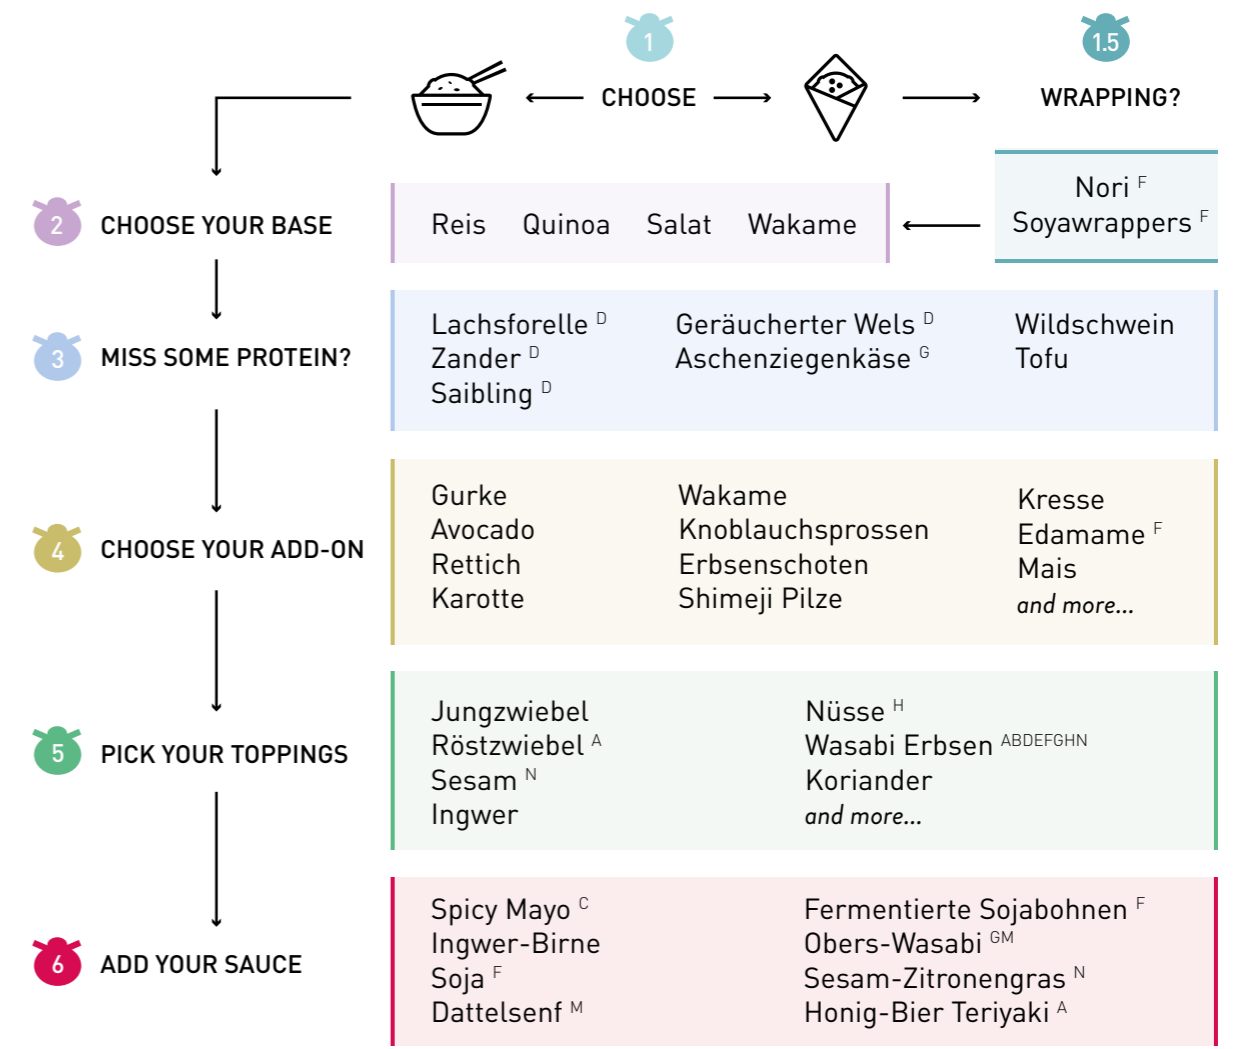 1
1.5
CHOOSE
WRAPPING?
Nori F
Soyawrappers F
2
CHOOSE YOUR BASE
Reis Quinoa Salat Wakame
3
MISS SOME PROTEIN?
Lachsforelle D
Zander D
Saibling D
Geräucherter Wels D
Aschenziegenkäse G
Wildschwein
Tofu
4
CHOOSE YOUR ADD-ON
Gurke
Avocado
Rettich
Karotte
Wakame
Knoblauchsprossen
Erbsenschoten
Shimeji Pilze
Kresse
Edamame F
Mais
and more...
5
PICK YOUR TOPPINGS
Jungzwiebel
Röstzwiebel A
Sesam N
Ingwer
Nüsse H
Wasabi Erbsen ABDEFGHN
Koriander
and more...
6
ADD YOUR SAUCE
Spicy Mayo C
Ingwer-Birne
Soja F
Dattelsenf M
Fermentierte Sojabohnen F
Obers-Wasabi GM
Sesam-Zitronengras N
Honig-Bier Teriyaki A